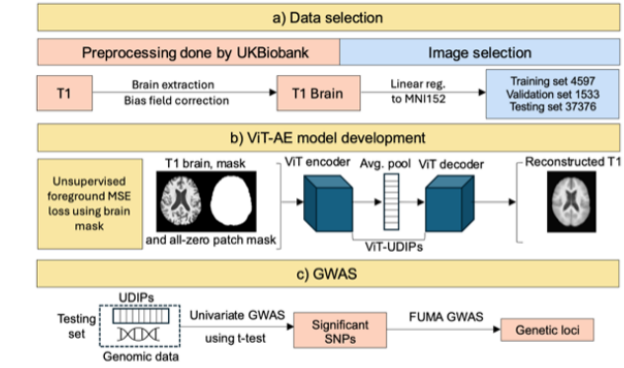 a) Data selection
Preprocessing done by UKBiobank
Image selection
T1
Brain extraction
Bias field correction
T1 Brain
Linear reg.
to MNI152
Training set 4597
Validation set 1533
Testing set 37376
b) ViT-AE model development
Unsupervised
foreground MSE
loss using brain
mask
T1 brain, mask
and all-zero patch mask
ViT encoder
Avg. pool
ViT decoder
ViT-UDIPs
Reconstructed T1
c) GWAS
Testing
set
UDIPs
Genomic data
Univariate GWAS
using t-test
Significant
SNPs
FUMA GWAS
Genetic loci